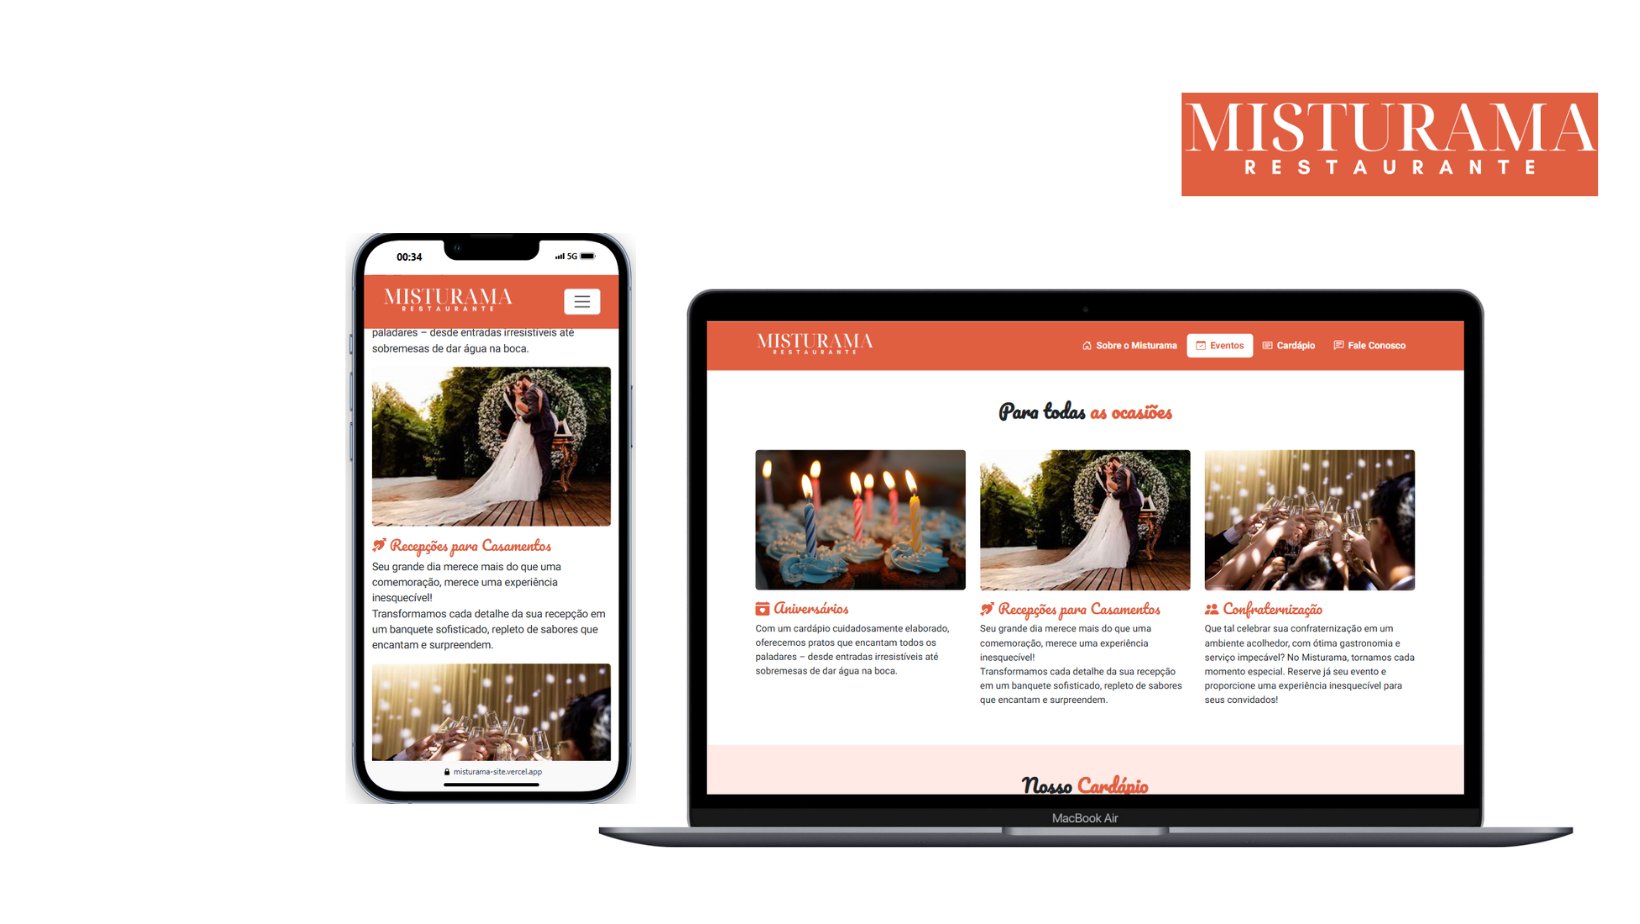 MISTURAMA
RESTAURANTE
00:34
5G
MISTURAMA
RESTAURANTE
paladares – desde entradas irresistíveis até
sobremesas de dar água na boca.
Recepções para Casamentos
Seu grande dia merece mais do que uma
comemoração, merece uma experiência
inesquecível!
Transformamos cada detalhe da sua recepção em
um banquete sofisticado, repleto de sabores que
encantam e surpreendem.
misturama-site.vercel.app
MISTURAMA
RESTAURANTE
Sobre o Misturama
Eventos
Cardápio
Fale Conosco
Para todas as ocasiões
Aniversários
Com um cardápio cuidadosamente elaborado,
oferecemos pratos que encantam todos os
paladares – desde entradas irresistíveis até
sobremesas de dar água na boca.
Recepções para Casamentos
Seu grande dia merece mais do que uma
comemoração, merece uma experiência
inesquecível!
Transformamos cada detalhe da sua recepção
em um banquete sofisticado, repleto de sabores
que encantam e surpreendem.
Confraternização
Que tal celebrar sua confraternização em um
ambiente acolhedor, com ótima gastronomia e
serviço impecável? No Misturama, tornamos cada
momento especial. Reserve já seu evento e
proporcione uma experiência inesquecível para
seus convidados!
Nosso Cardápio
MacBook Air